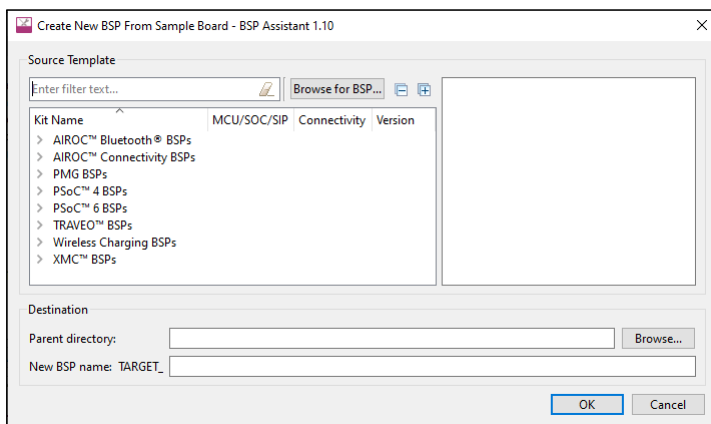 Create New BSP From Sample Board - BSP Assistant 1.10
Source Template
Enter filter text... Browse for BSP...
Kit Name MCU/SOC/SIP Connectivity Version
AIROC™ Bluetooth® BSPs
AIROC™ Connectivity BSPs
PMG BSPs
PSoC™ 4 BSPs
PSoC™ 6 BSPs
TRAVEO™ BSPs
Wireless Charging BSPs
XMC™ BSPs
Destination
Parent directory: Browse...
New BSP name: TARGET_
OK Cancel